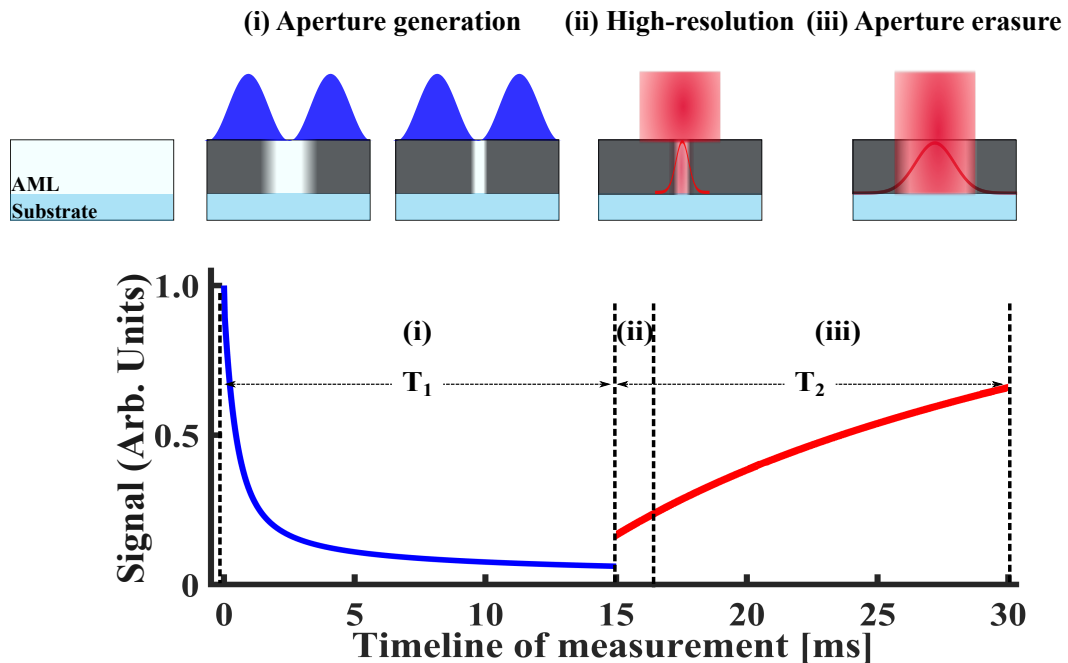 (i) Aperture generation
(ii) High-resolution
(iii) Aperture erasure
AML
Substrate
Signal (Arb. Units)
1.0
0.5
0
(i)
(ii)
(iii)
T₁
T₂
0
5
10
15
20
25
30
Timeline of measurement [ms]